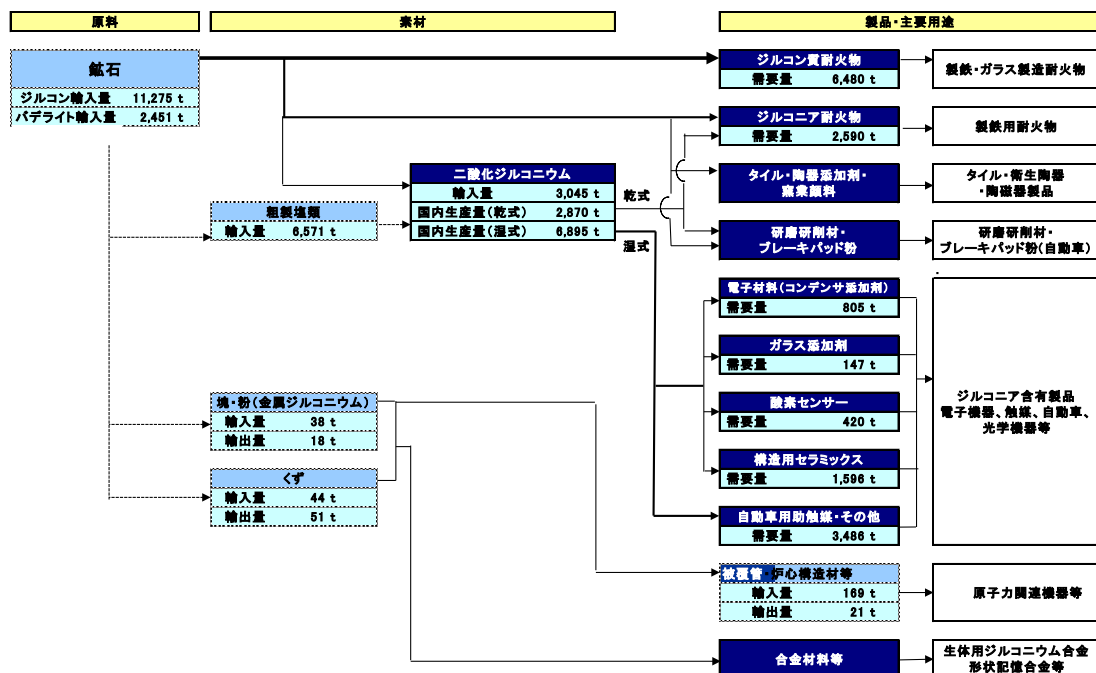 原料
素材
製品・主要用途
鉱石
ジルコン輸入量 11,275 t
バデライト輸入量 2,451 t
粗製塩類
輸入量 6,571 t
二酸化ジルコニウム
輸入量 3,045 t
国内生産量(乾式) 2,870 t
国内生産量(湿式) 6,895 t
乾式
湿式
塊・粉(金属ジルコニウム)
輸入量 38 t
輸出量 18 t
くず
輸入量 44 t
輸出量 51 t
ジルコン質耐火物
需要量 6,480 t
製鉄・ガラス製造耐火物
ジルコニア耐火物
需要量 2,590 t
製鉄用耐火物
タイル・陶器添加剤・
窯業顔料
タイル・衛生陶器
・陶磁器製品
研磨研削材・
ブレーキパッド粉
研磨研削材・
ブレーキパッド粉(自動車)
電子材料(コンデンサ添加剤)
需要量 805 t
ガラス添加剤
需要量 147 t
酸素センサー
需要量 420 t
構造用セラミックス
需要量 1,596 t
自動車用助触媒・その他
需要量 3,486 t
ジルコニア含有製品
電子機器、触媒、自動車、
光学機器等
被覆管・炉心構造材等
輸入量 169 t
輸出量 21 t
原子力関連機器等
合金材料等
生体用ジルコニウム合金
形状記憶合金等